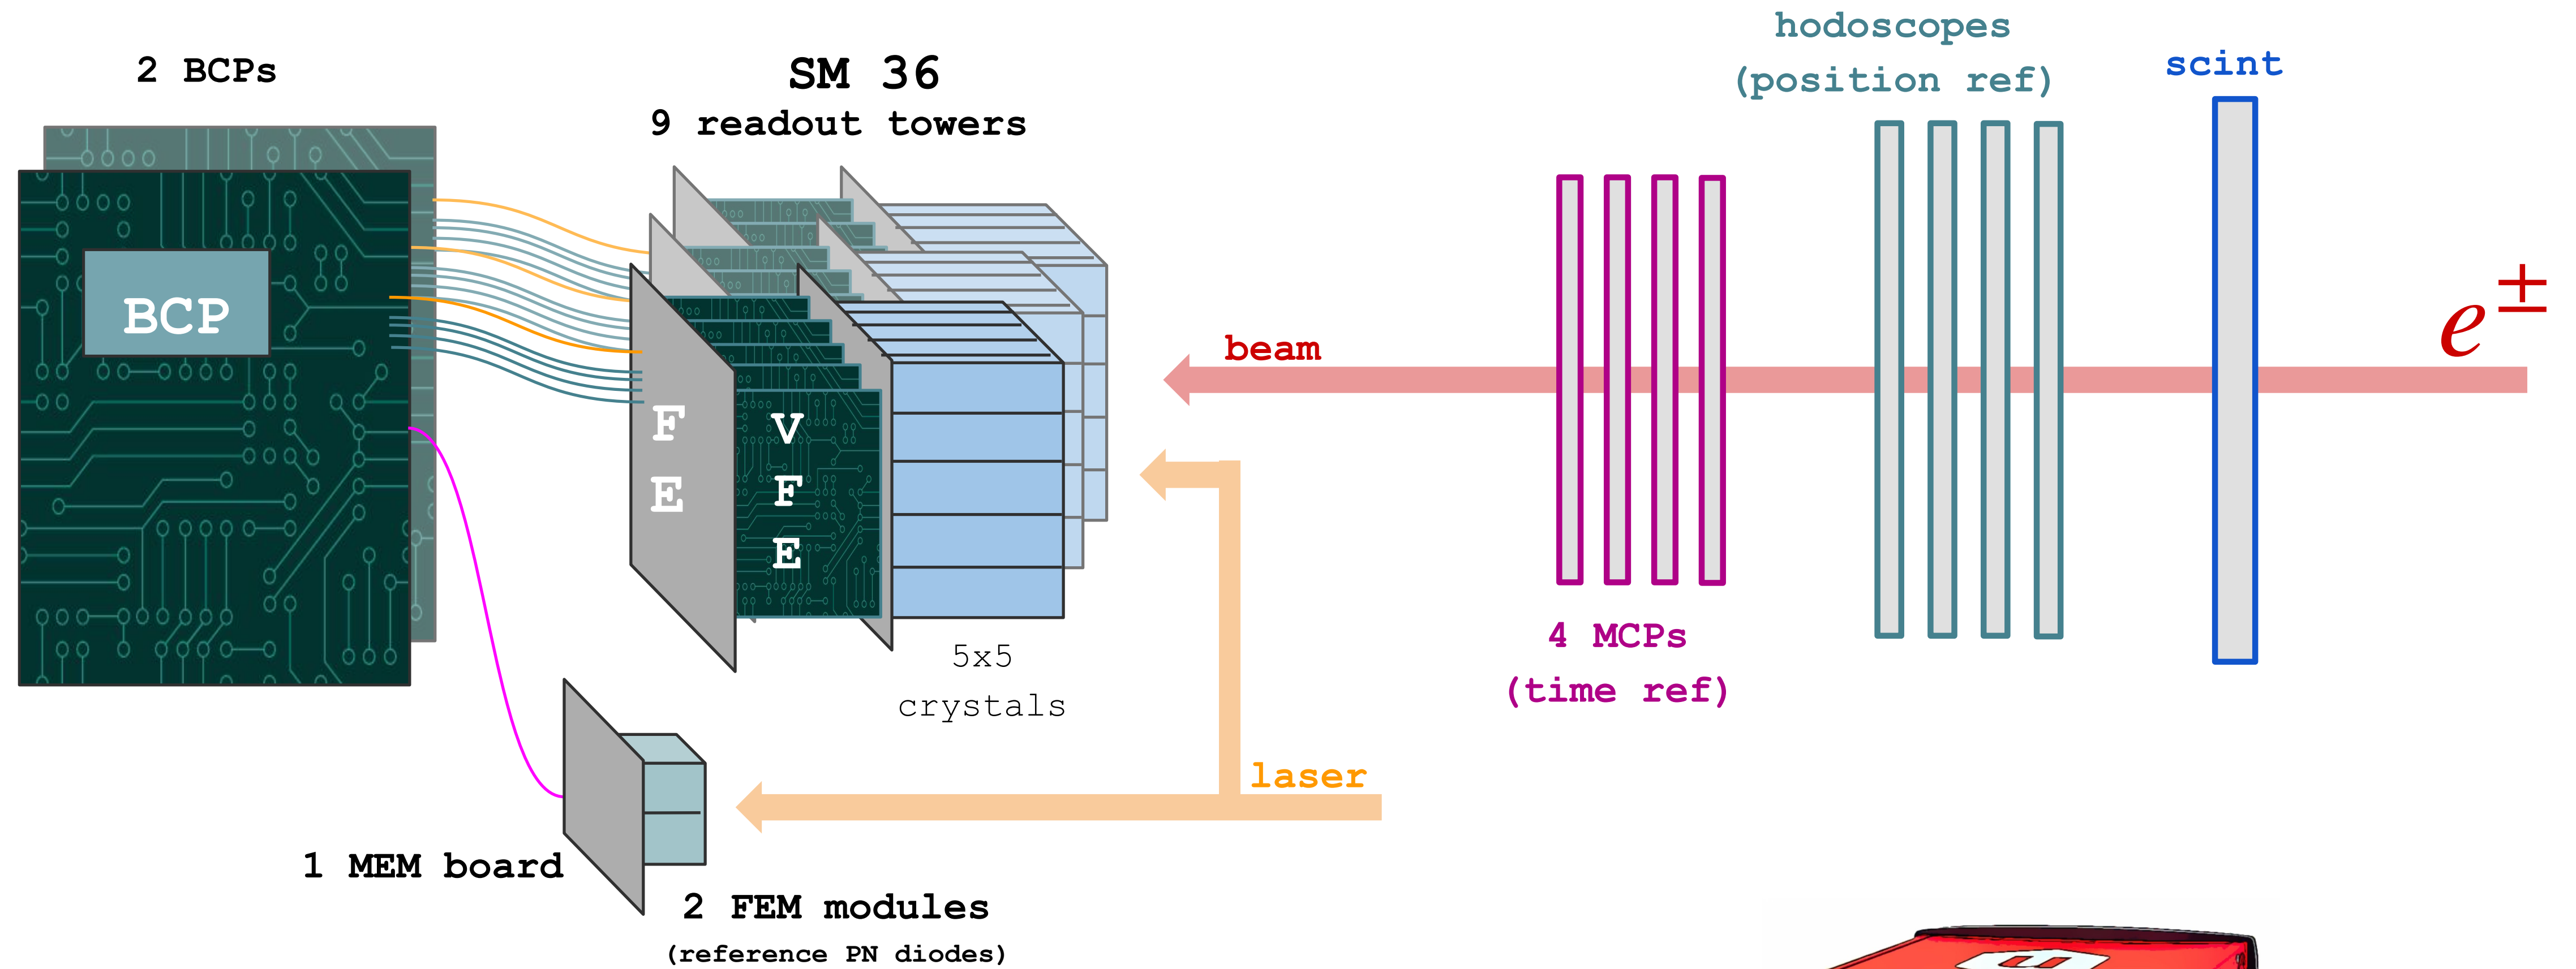 2 BCPs
BCP
SM 36
9 readout towers
F
E
V
F
E
5x5
crystals
beam
laser
1 MEM board
2 FEM modules
(reference PN diodes)
4 MCPs
(time ref)
hodoscopes
(position ref)
scint
e±